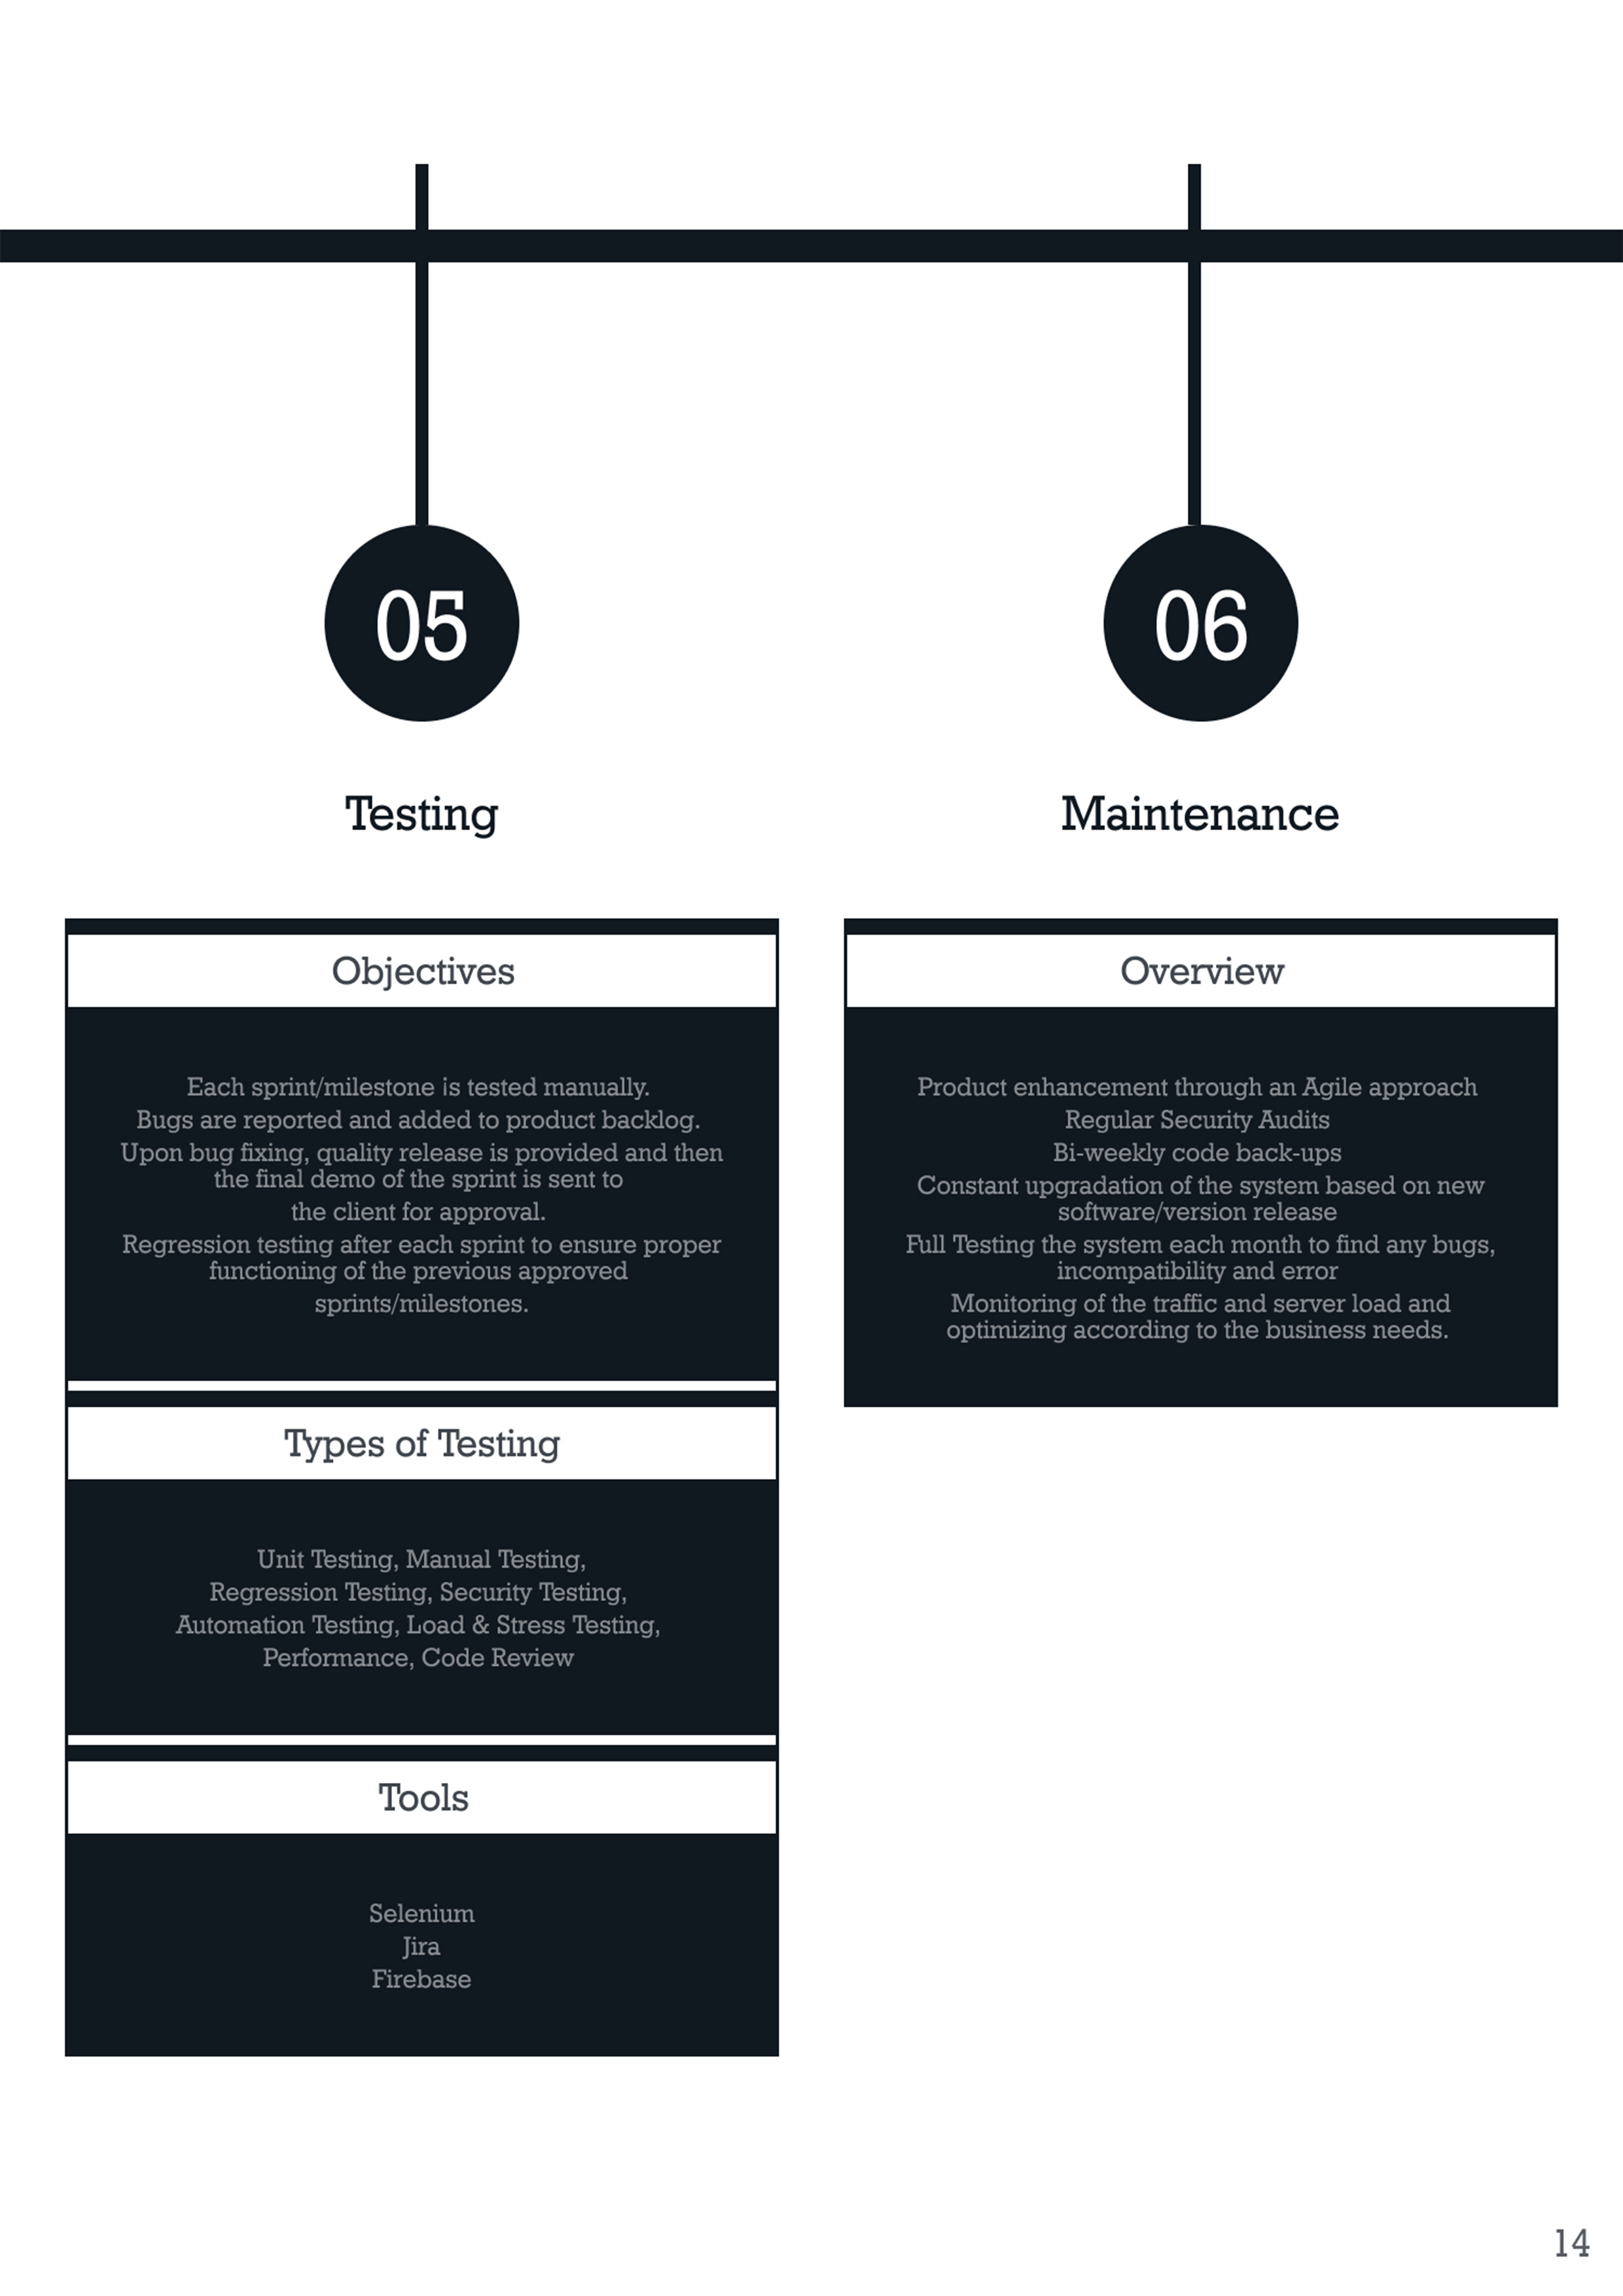 05
Testing
Objectives
Each sprint/milestone is tested manually.
Bugs are reported and added to product backlog.
Upon bug fixing, quality release is provided and then
the final demo of the sprint is sent to
the client for approval.
Regression testing after each sprint to ensure proper
functioning of the previous approved
sprints/milestones.
Types of Testing
Unit Testing, Manual Testing,
Regression Testing, Security Testing,
Automation Testing, Load & Stress Testing,
Performance, Code Review
Tools
Selenium
Jira
Firebase
06
Maintenance
Overview
Product enhancement through an Agile approach
Regular Security Audits
Bi-weekly code back-ups
Constant upgradation of the system based on new
software/version release
Full Testing the system each month to find any bugs,
incompatibility and error
Monitoring of the traffic and server load and
optimizing according to the business needs.
14